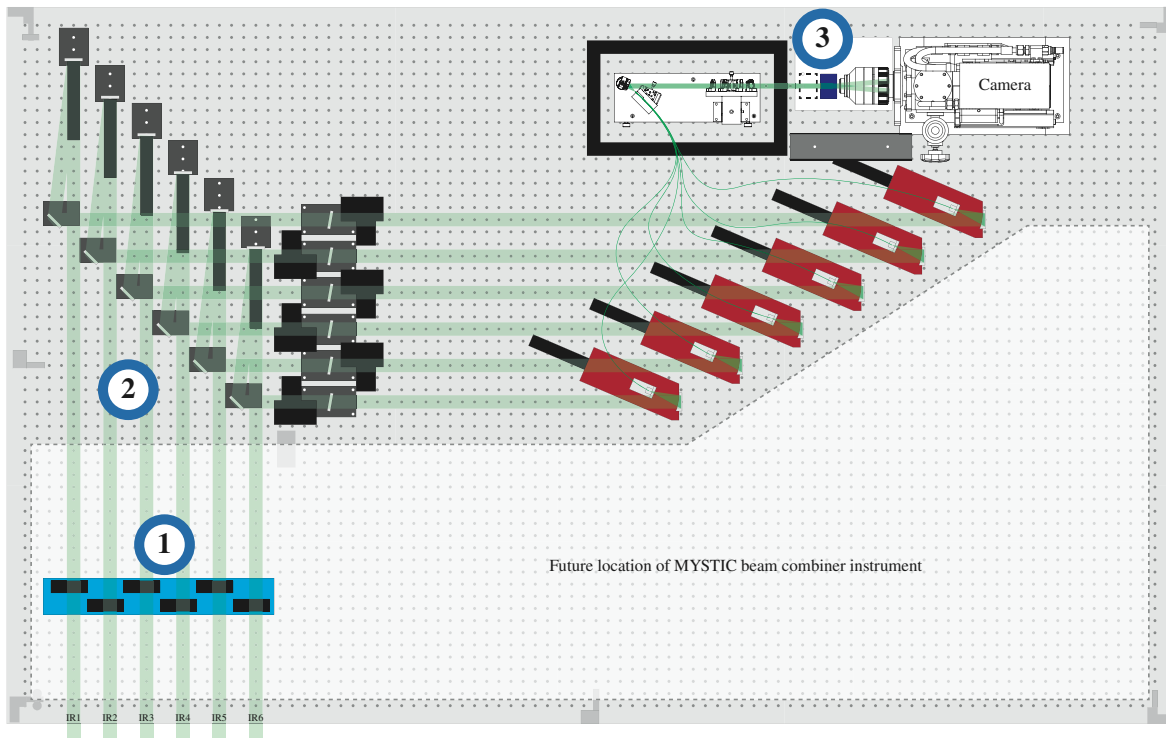 3
Camera
2
1
Future location of MYSTIC beam combiner instrument
IR1 IR2 IR3 IR4 IR5 IR6